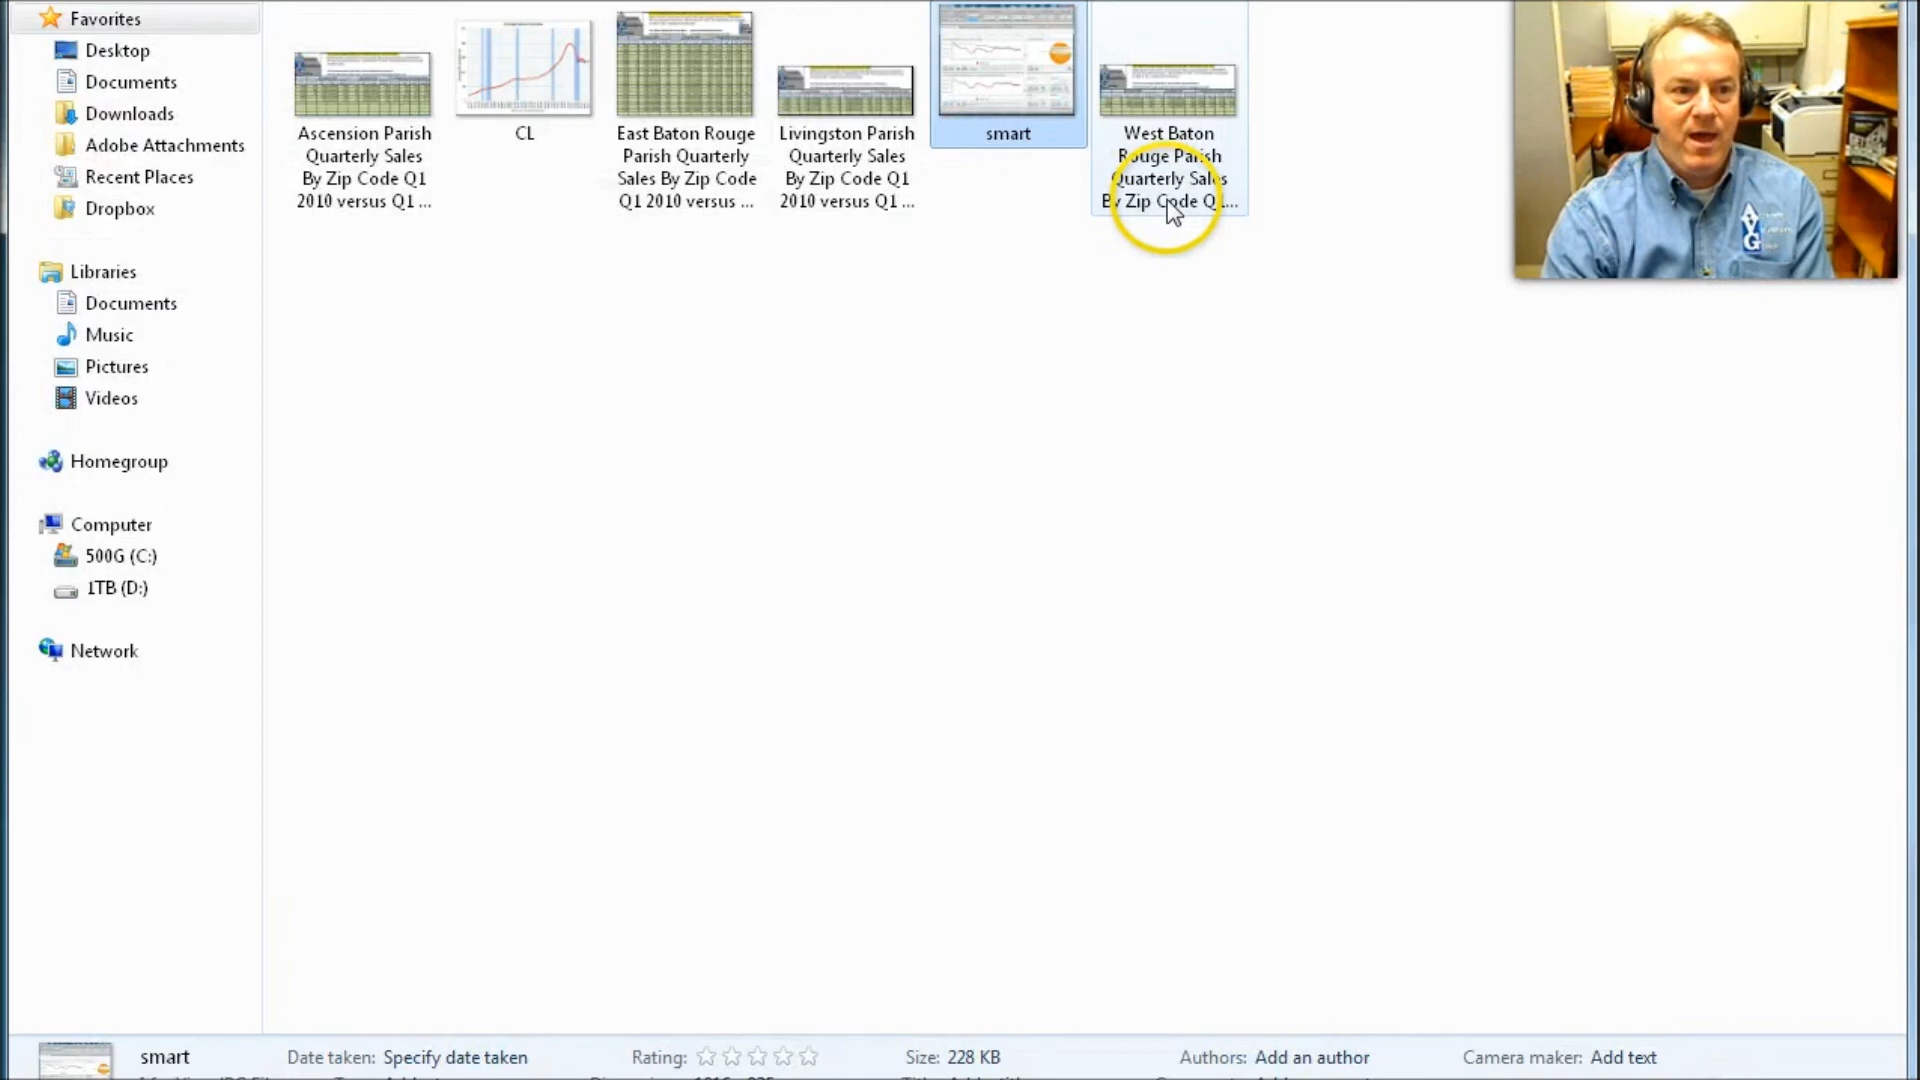 Favorites
Desktop
Documents
Downloads
Adobe Attachments
Recent Places
Dropbox
Libraries
Documents
Music
Pictures
Videos
Homegroup
Computer
500G (C:)
1TB (D:)
Network
Ascension Parish
Quarterly Sales
By Zip Code Q1
2010 versus Q1 ...
CL
East Baton Rouge
Parish Quarterly
Sales By Zip Code
Q1 2010 versus ...
Livingston Parish
Quarterly Sales
By Zip Code Q1
2010 versus Q1 ...
smart
West Baton
Rouge Parish
Quarterly Sales
By Zip Code Q1...
AVG
smart
Date taken: Specify date taken
Rating:
Size: 228 KB
Authors: Add an author
Camera maker: Add text